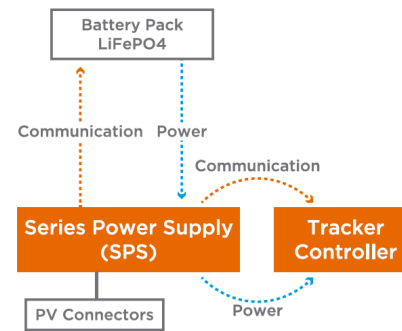 Battery Pack
LiFePO4
Communication
Power
Communication
Series Power Supply
(SPS)
Tracker
Controller
Power
PV Connectors